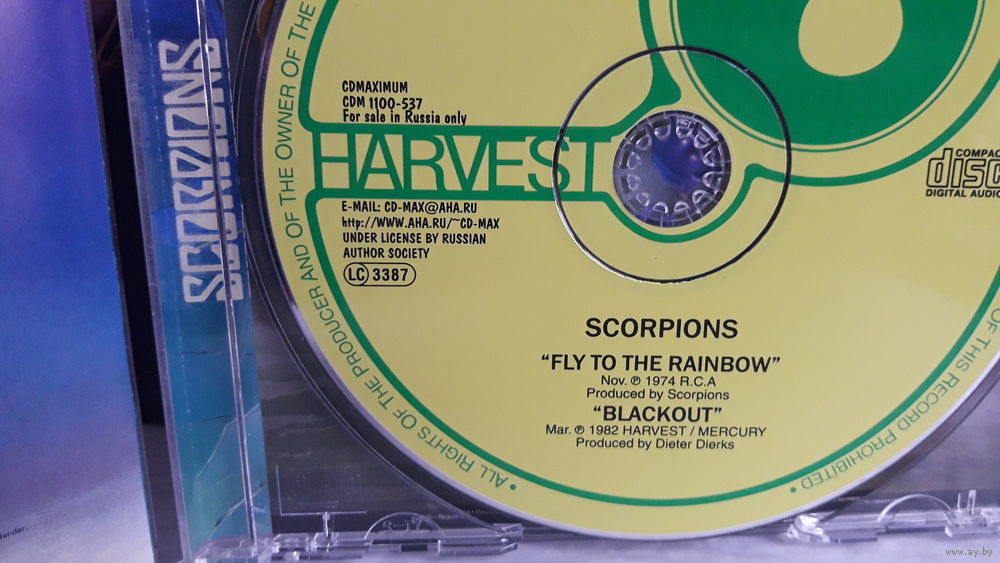 SCORPIONS
CDMAXIMUM
CDM 1100-537
For sale in Russia only
HARVEST
E-MAIL: CD-MAX@AHA.RU
http://WWW.AHA.RU/~CD-MAX
UNDER LICENSE BY RUSSIAN
AUTHOR SOCIETY
LC 3387
COMPAC
disc
DIGITAL AUDIO
SCORPIONS
“FLY TO THE RAINBOW”
Nov. ℗ 1974 R.C.A
Produced by Scorpions
“BLACKOUT”
Mar. ℗ 1982 HARVEST / MERCURY
Produced by Dieter Dierks
• ALL RIGHTS OF THE PRODUCER AND OF THE OWNER OF THE
OF THIS RECORD PROHIBITED •
fender.
www.ay.by